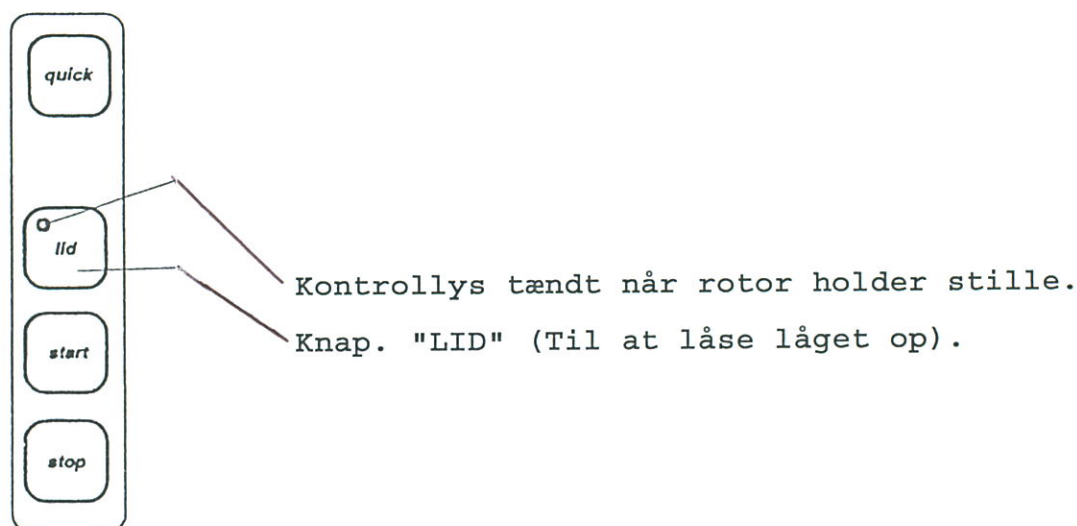 quick
lid
Kontrollys tændt når rotor holder stille.
Knap. "LID" (Til at låse låget op).
start
stop